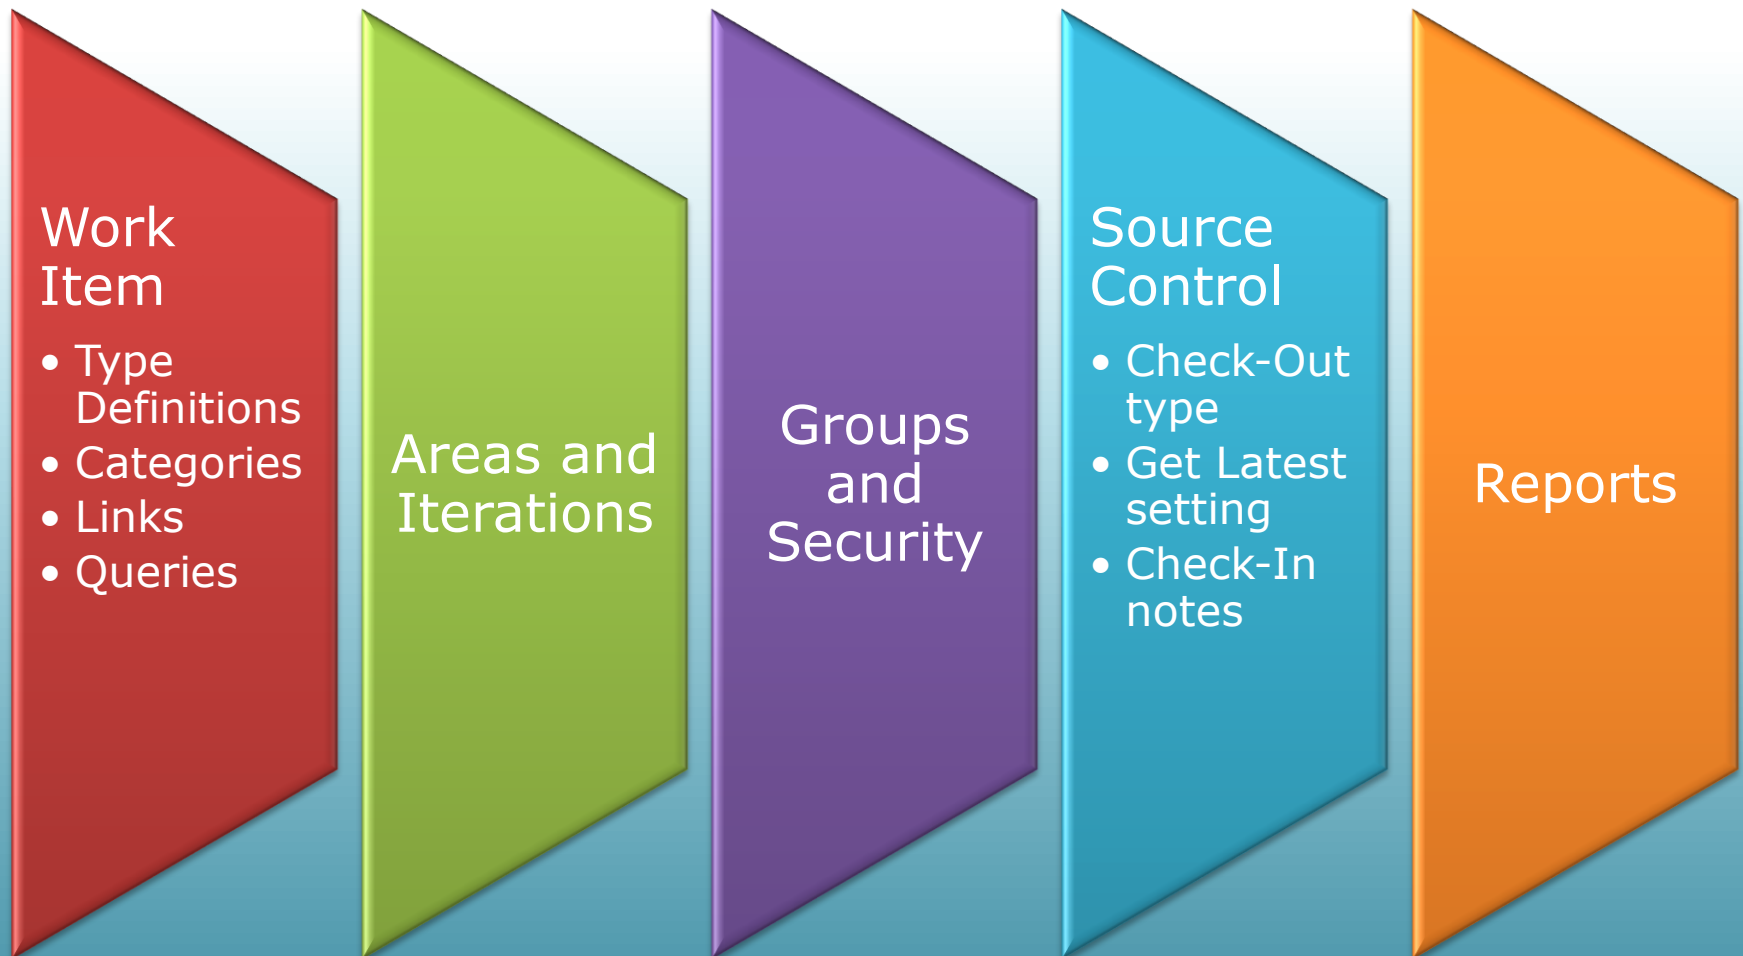 Work
Item
• Type
Definitions
• Categories
• Links
• Queries
Areas and
Iterations
Groups
and
Security
Source
Control
• Check-Out
type
• Get Latest
setting
• Check-In
notes
Reports